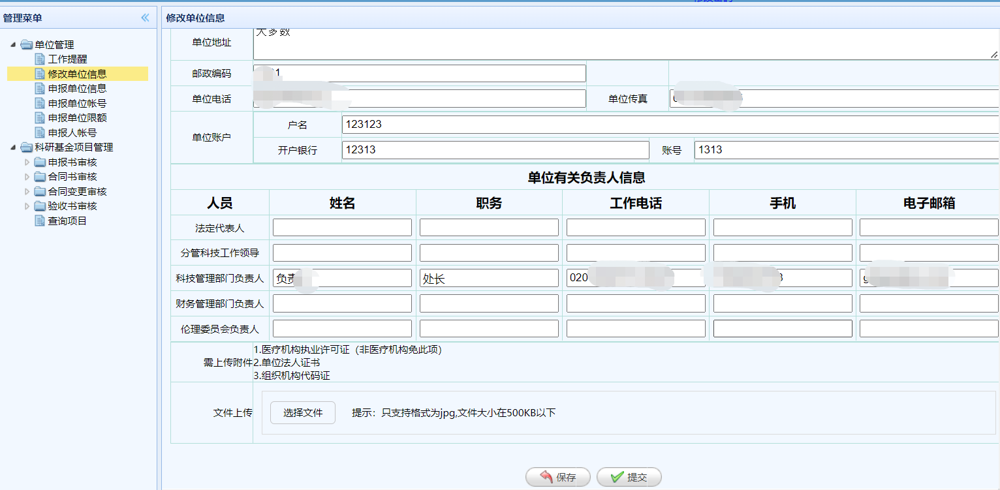 管理菜单
单位管理
工作提醒
修改单位信息
申报单位信息
申报单位帐号
申报单位限额
申报人帐号
科研基金项目管理
申报书审核
合同书审核
合同变更审核
验收书审核
查询项目
修改单位信息
单位地址 大多数
邮政编码 1
单位电话 单位传真
单位账户 户名 123123
开户银行 12313 账号 1313
单位有关负责人信息
人员 姓名 职务 工作电话 手机 电子邮箱
法定代表人
分管科技工作领导
科技管理部门负责人 负责 处长 020 3 g
财务管理部门负责人
伦理委员会负责人
需上传附件
1.医疗机构执业许可证（非医疗机构免此项）
2.单位法人证书
3.组织机构代码证
文件上传 选择文件 提示：只支持格式为jpg,文件大小在500KB以下
保存 提交